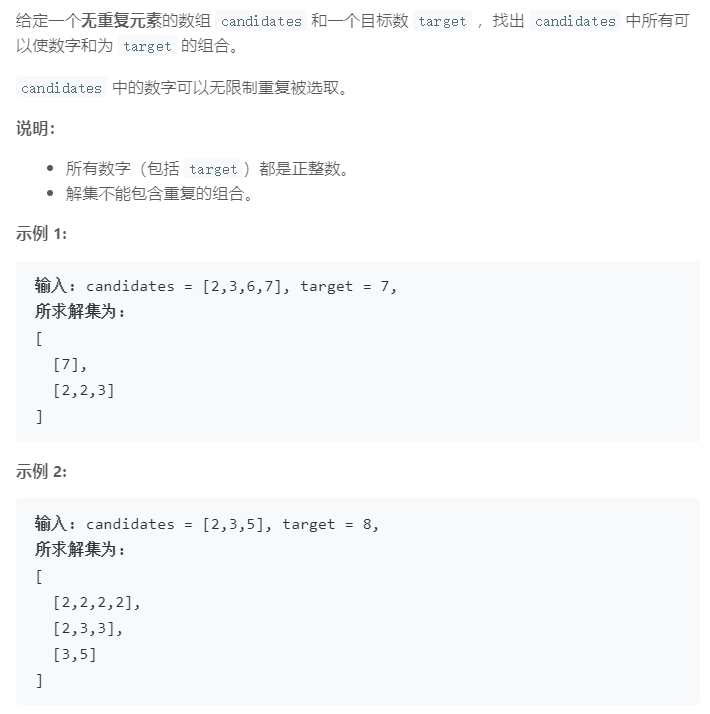 给定一个无重复元素的数组 candidates 和一个目标数 target ，找出 candidates 中所有可
以使数字和为 target 的组合。
candidates 中的数字可以无限制重复被选取。
说明：
• 所有数字（包括 target）都是正整数。
• 解集不能包含重复的组合。
示例 1:
输入: candidates = [2,3,6,7], target = 7,
所求解集为:
[
  [7],
  [2,2,3]
]
示例 2:
输入: candidates = [2,3,5], target = 8,
所求解集为:
[
  [2,2,2,2],
  [2,3,3],
  [3,5]
]